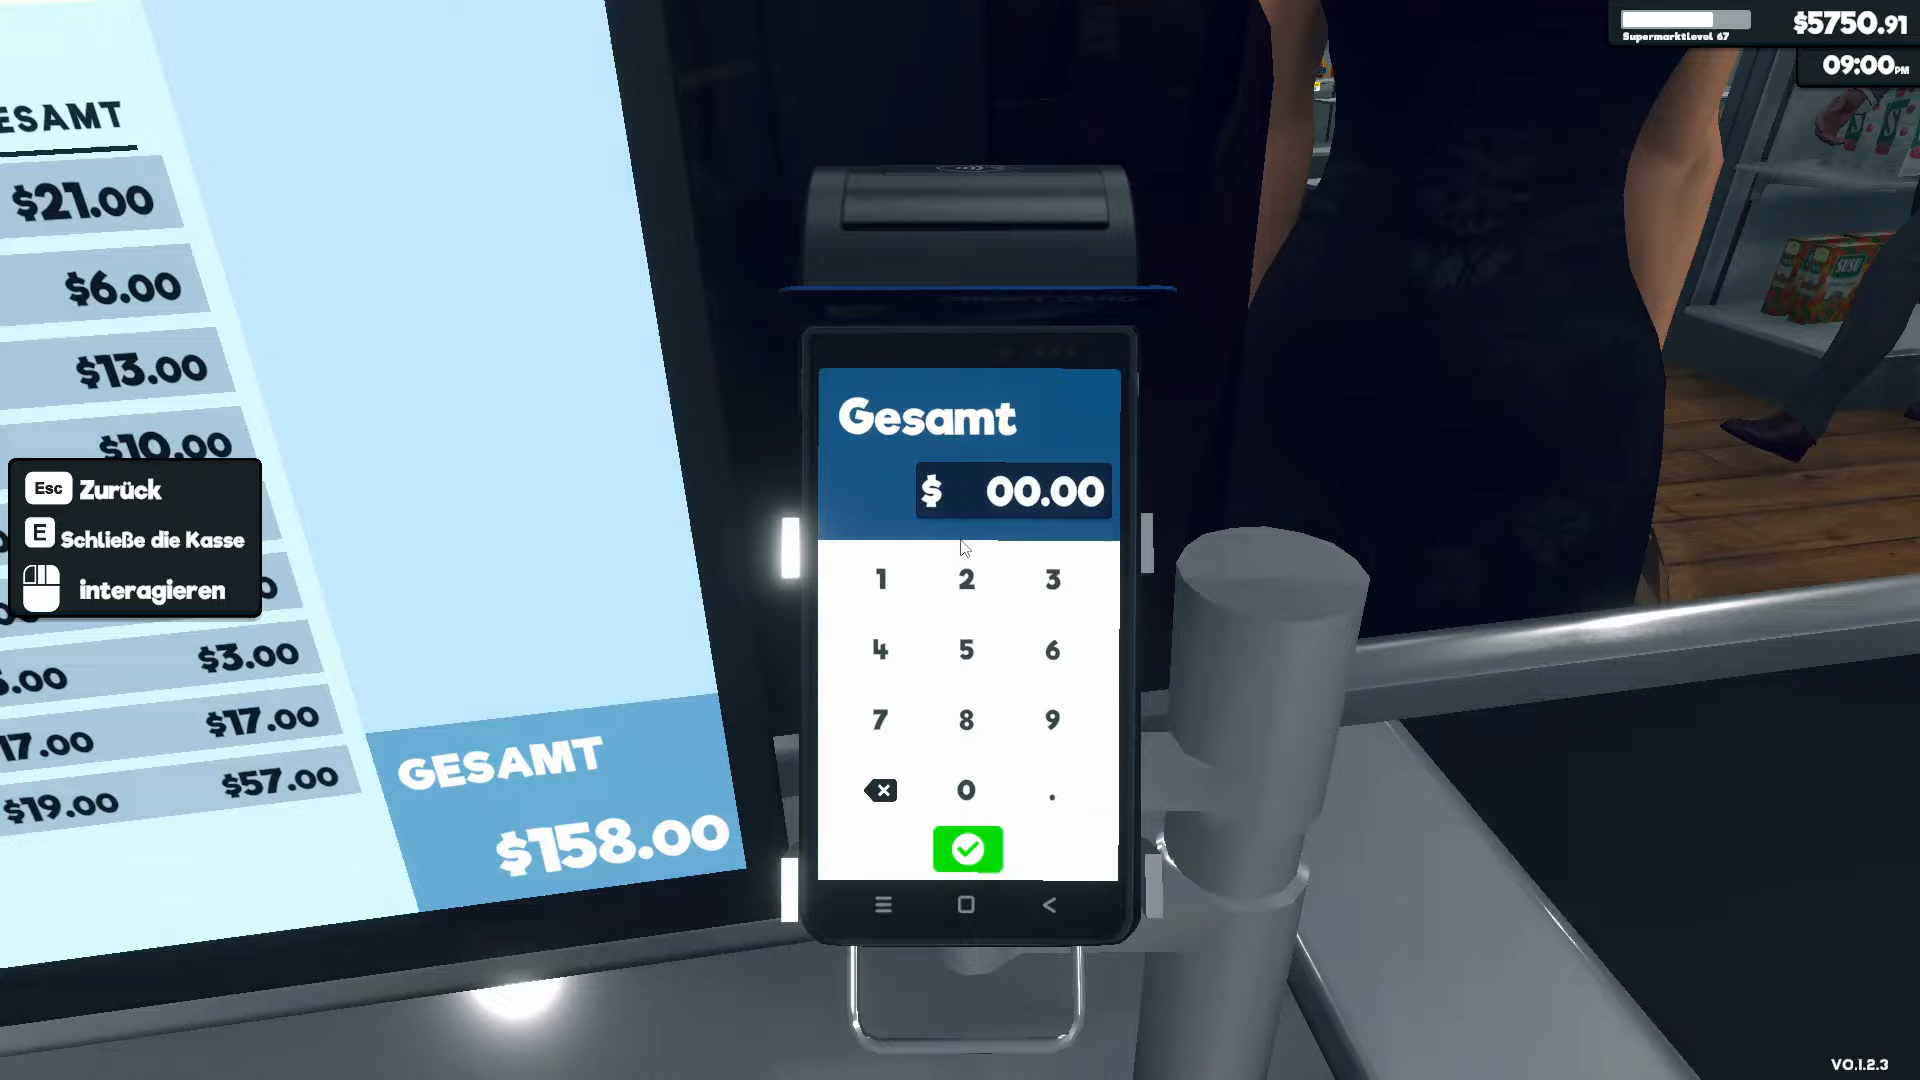 $5750.91
Supermarktlevel 67
09:00PM
ESAMT
$21.00
$6.00
$13.00
$10.00
Esc Zurück
E Schließe die Kasse
interagieren
$3.00
17.00 $17.00
$19.00 $57.00
GESAMT
$158.00
Gesamt
$ 00.00
1 2 3
4 5 6
7 8 9
0 .
SUSU
V0.1.2.3